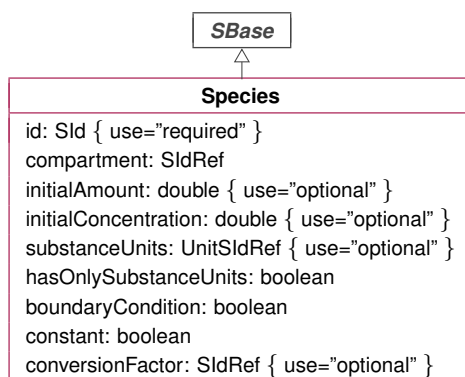 SBase
Species
id: SId { use="required" }
compartment: SIdRef
initialAmount: double { use="optional" }
initialConcentration: double { use="optional" }
substanceUnits: UnitSIdRef { use="optional" }
hasOnlySubstanceUnits: boolean
boundaryCondition: boolean
constant: boolean
conversionFactor: SIdRef { use="optional" }